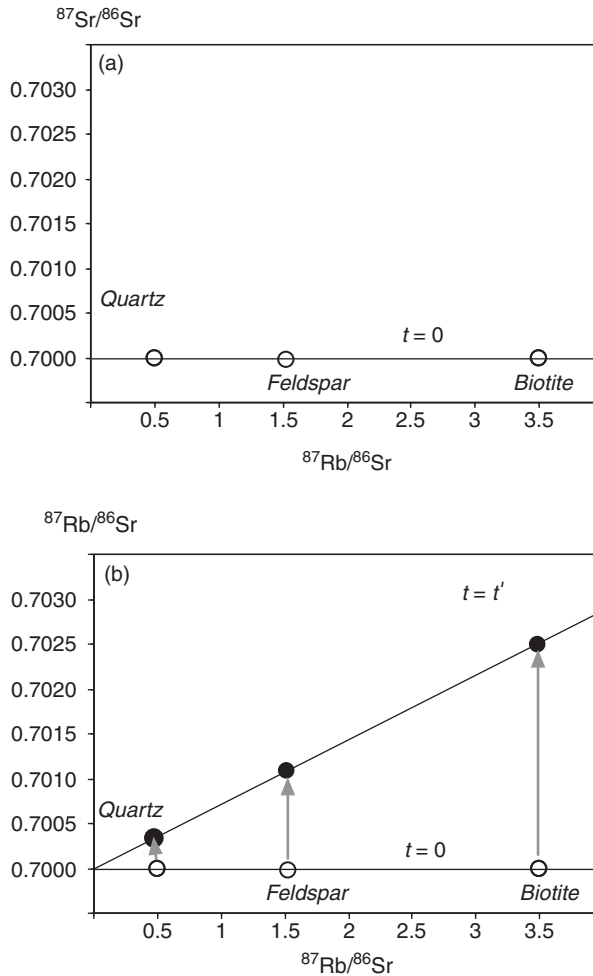 ⁸⁷Sr/⁸⁶Sr
(a)
0.7030
0.7025
0.7020
0.7015
0.7010
Quartz
0.7005
t = 0
0.7000
Feldspar Biotite
0.5 1 1.5 2 2.5 3 3.5
⁸⁷Rb/⁸⁶Sr
⁸⁷Rb/⁸⁶Sr
(b)
t = t'
0.7030
0.7025
0.7020
0.7015
0.7010
Quartz
0.7005
t = 0
0.7000
Feldspar Biotite
0.5 1 1.5 2 2.5 3 3.5
⁸⁷Rb/⁸⁶Sr